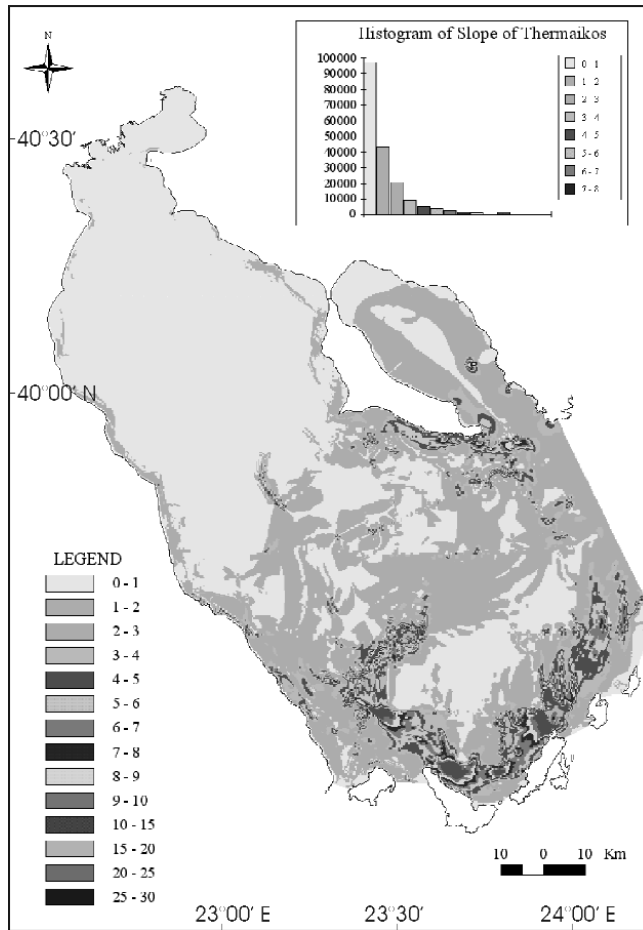 N
Histogram of Slope of Thermaikos
100000
90000
80000
70000
60000
50000
40000
30000
20000
10000
0
0 - 1
1 - 2
2 - 3
3 - 4
4 - 5
5 - 6
6 - 7
7 - 8
40°30′
40°00′ N
LEGEND
0 - 1
1 - 2
2 - 3
3 - 4
4 - 5
5 - 6
6 - 7
7 - 8
8 - 9
9 - 10
10 - 15
15 - 20
20 - 25
25 - 30
10 0 10 Km
23°00′ E
23°30′
24°00′